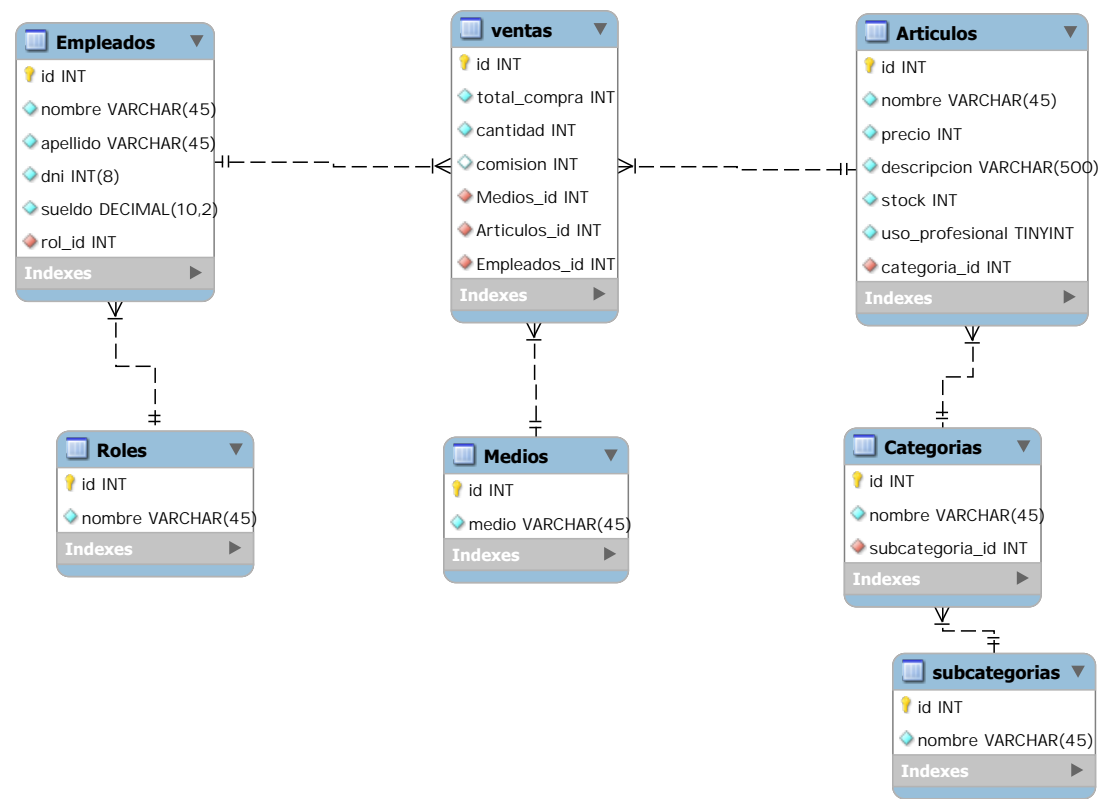 Empleados
id INT
nombre VARCHAR(45)
apellido VARCHAR(45)
dni INT(8)
sueldo DECIMAL(10,2)
rol_id INT
Indexes
ventas
id INT
total_compra INT
cantidad INT
comision INT
Medios_id INT
Articulos_id INT
Empleados_id INT
Indexes
Articulos
id INT
nombre VARCHAR(45)
precio INT
descripcion VARCHAR(500)
stock INT
uso_profesional TINYINT
categoria_id INT
Indexes
Roles
id INT
nombre VARCHAR(45)
Indexes
Medios
id INT
medio VARCHAR(45)
Indexes
Categorias
id INT
nombre VARCHAR(45)
subcategoria_id INT
Indexes
subcategorias
id INT
nombre VARCHAR(45)
Indexes